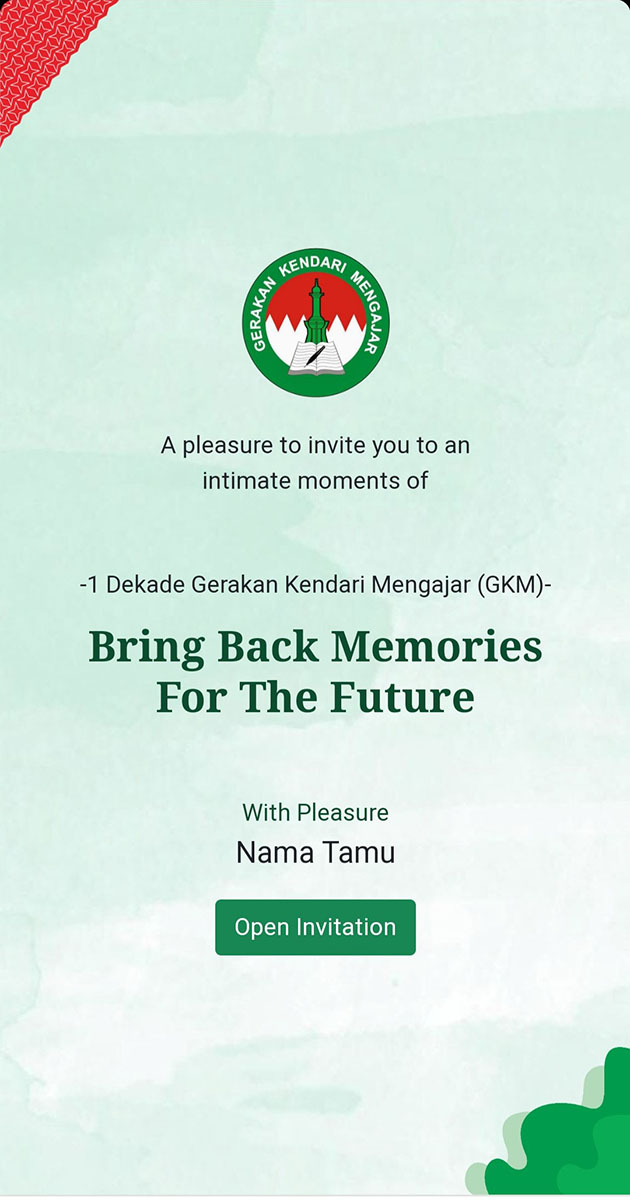 GERAKAN KENDARI MENGAJAR
A pleasure to invite you to an
intimate moments of
-1 Dekade Gerakan Kendari Mengajar (GKM)-
Bring Back Memories
For The Future
With Pleasure
Nama Tamu
Open Invitation